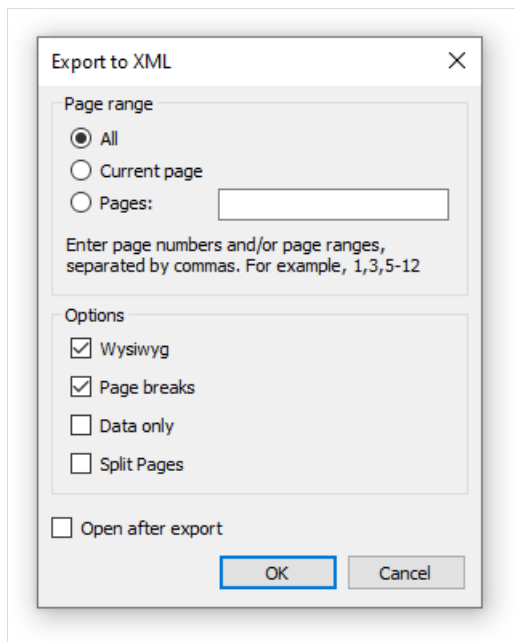 Export to XML
Page range
All
Current page
Pages:
Enter page numbers and/or page ranges,
separated by commas. For example, 1,3,5-12
Options
Wysiwyg
Page breaks
Data only
Split Pages
Open after export
OK Cancel